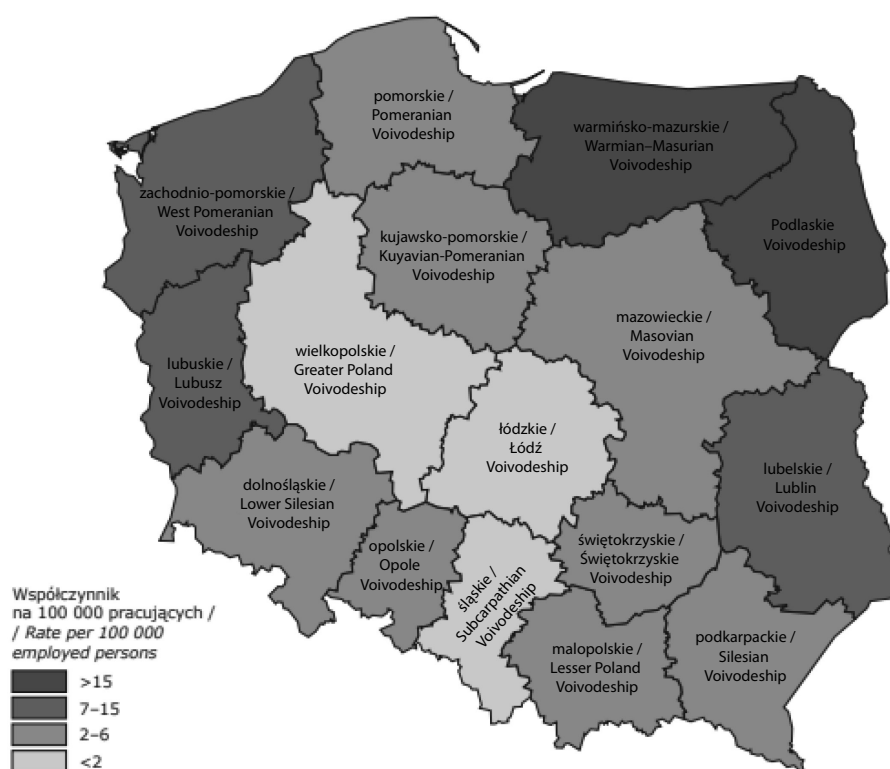 pomorskie /
Pomeranian
Voivodeship
warmińsko-mazurskie /
Warmian–Masurian
Voivodeship
zachodnio-pomorskie /
West Pomeranian
Voivodeship
Podlaskie
Voivodeship
kujawsko-pomorskie /
Kuyavian-Pomeranian
Voivodeship
mazowieckie /
Masovian
Voivodeship
wielkopolskie /
Greater Poland
Voivodeship
lubuskie /
Lubusz
Voivodeship
łódzkie /
Łódź
Voivodeship
lubelskie /
Lublin
Voivodeship
dolnośląskie /
Lower Silesian
Voivodeship
opolskie /
Opole
Voivodeship
śląskie /
Subcarpathian
Voivodeship
świętokrzyskie /
Świętokrzyskie
Voivodeship
malopolskie /
Lesser Poland
Voivodeship
podkarpackie /
Silesian
Voivodeship
Współczynnik
na 100 000 pracujących /
/ Rate per 100 000
employed persons
>15
7–15
2–6
<2